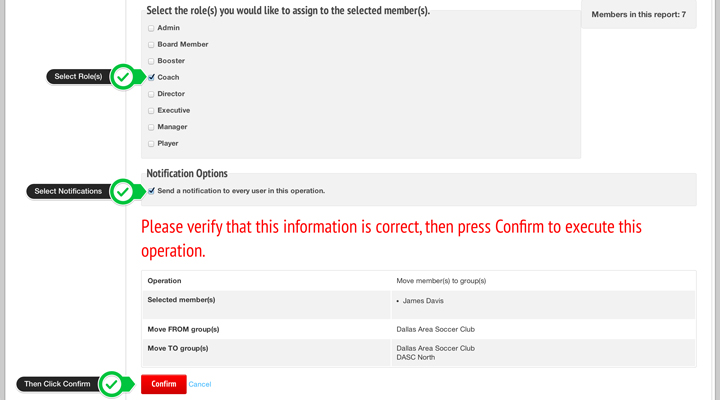 Select the role(s) you would like to assign to the selected member(s).
Members in this report: 7
Admin
Board Member
Booster
Select Role(s)
Coach
Director
Executive
Manager
Player
Notification Options
Select Notifications
Send a notification to every user in this operation.
Please verify that this information is correct, then press Confirm to execute this
operation.
Operation
Move member(s) to group(s)
Selected member(s)
• James Davis
Move FROM group(s)
Dallas Area Soccer Club
Move TO group(s)
Dallas Area Soccer Club
DASC North
Then Click Confirm
Confirm
Cancel